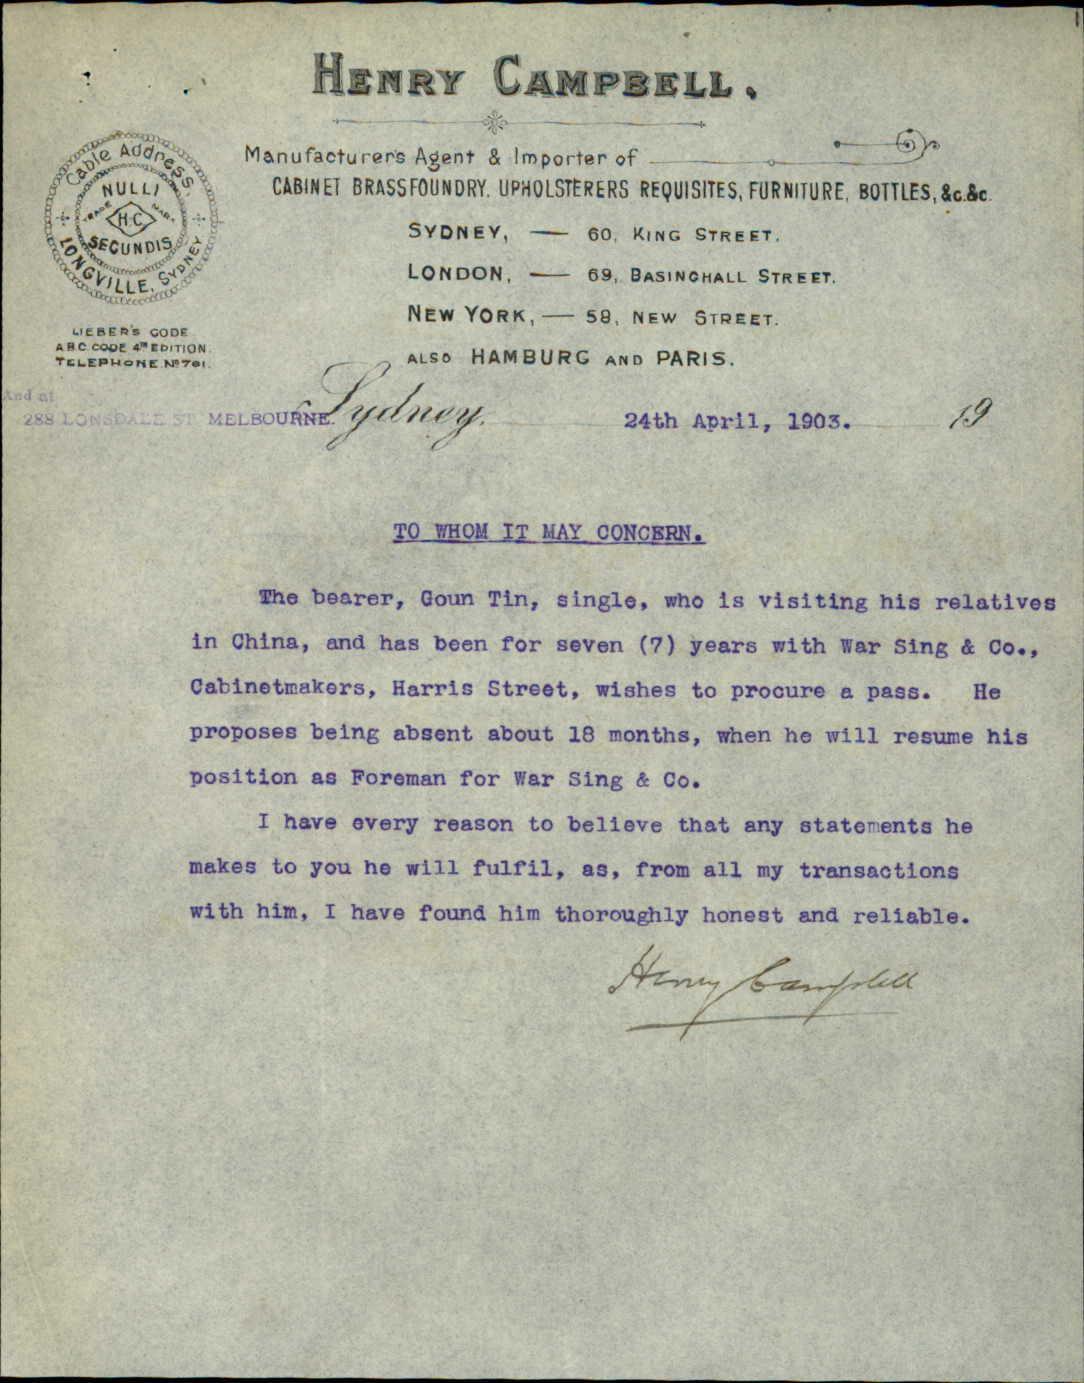 HENRY CAMPBELL.
Manufacturer's Agent & Importer of
CABINET BRASSFOUNDRY, UPHOLSTERERS REQUISITES, FURNITURE, BOTTLES, &c.&c.
SYDNEY, — 60, KING STREET.
LONDON, — 69, BASINGHALL STREET.
NEW YORK, — 59, NEW STREET.
ALSO HAMBURG AND PARIS.
Cable Address
NULLI
TRADE MARK
H·C
SECUNDIS
LONGVILLE, SYDNEY
LIEBER'S CODE
A.B.C. CODE 4TH EDITION.
TELEPHONE No 761.
And at
288 LONSDALE ST MELBOURNE.
Sydney, 24th April, 1903. 19
TO WHOM IT MAY CONCERN.
The bearer, Goun Tin, single, who is visiting his relatives
in China, and has been for seven (7) years with War Sing & Co.,
Cabinetmakers, Harris Street, wishes to procure a pass. He
proposes being absent about 18 months, when he will resume his
position as Foreman for War Sing & Co.
I have every reason to believe that any statements he
makes to you he will fulfil, as, from all my transactions
with him, I have found him thoroughly honest and reliable.
Henry Campbell